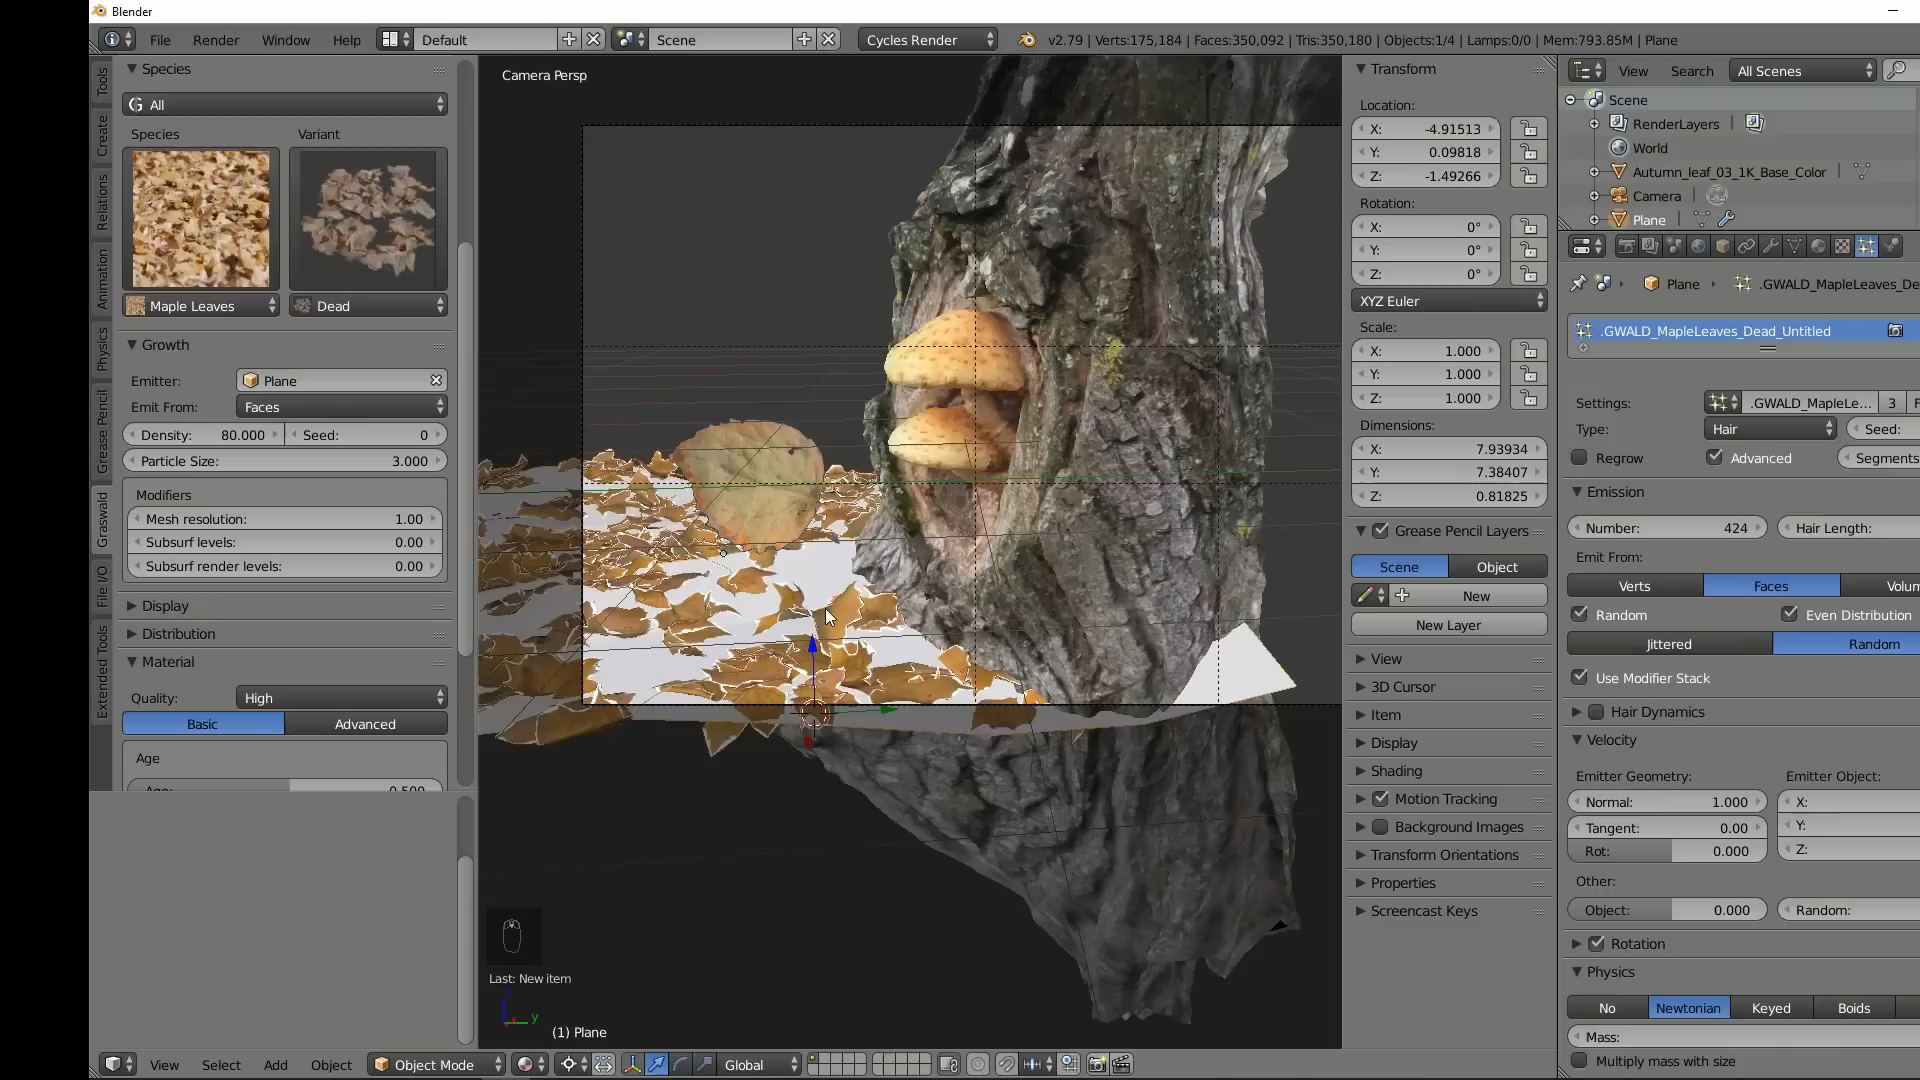 Blender
File Render Window Help Default Scene Cycles Render v2.79 | Verts:175,184 | Faces:350,092 | Tris:350,180 | Objects:1/4 | Lamps:0/0 | Mem:793.85M | Plane
Tools
Create
Relations
Animation
Physics
Grease Pencil
Graswald
File I/O
Extended Tools
Species
All
Species Variant
Maple Leaves Dead
Growth
Emitter: Plane
Emit From: Faces
Density: 80.000 Seed: 0
Particle Size: 3.000
Modifiers
Mesh resolution: 1.00
Subsurf levels: 0.00
Subsurf render levels: 0.00
Display
Distribution
Material
Quality: High
Basic Advanced
Age
Age: 0.500
Camera Persp
Last: New item
y
(1) Plane
View Select Add Object Object Mode Global
Transform
Location:
X: -4.91513
Y: 0.09818
Z: -1.49266
Rotation:
X: 0°
Y: 0°
Z: 0°
XYZ Euler
Scale:
X: 1.000
Y: 1.000
Z: 1.000
Dimensions:
X: 7.93934
Y: 7.38407
Z: 0.81825
Grease Pencil Layers
Scene Object
New
New Layer
View
3D Cursor
Item
Display
Shading
Motion Tracking
Background Images
Transform Orientations
Properties
Screencast Keys
View Search All Scenes
Scene
RenderLayers
World
Autumn_leaf_03_1K_Base_Color
Camera
Plane
Plane .GWALD_MapleLeaves_De
.GWALD_MapleLeaves_Dead_Untitled
Settings: .GWALD_MapleLe... 3 F
Type: Hair Seed:
Regrow Advanced Segments
Emission
Number: 424 Hair Length:
Emit From:
Verts Faces Volum
Random Even Distribution
Jittered Random
Use Modifier Stack
Hair Dynamics
Velocity
Emitter Geometry: Emitter Object:
Normal: 1.000 X:
Tangent: 0.00 Y:
Rot: 0.000 Z:
Other:
Object: 0.000 Random:
Rotation
Physics
No Newtonian Keyed Boids
Mass:
Multiply mass with size